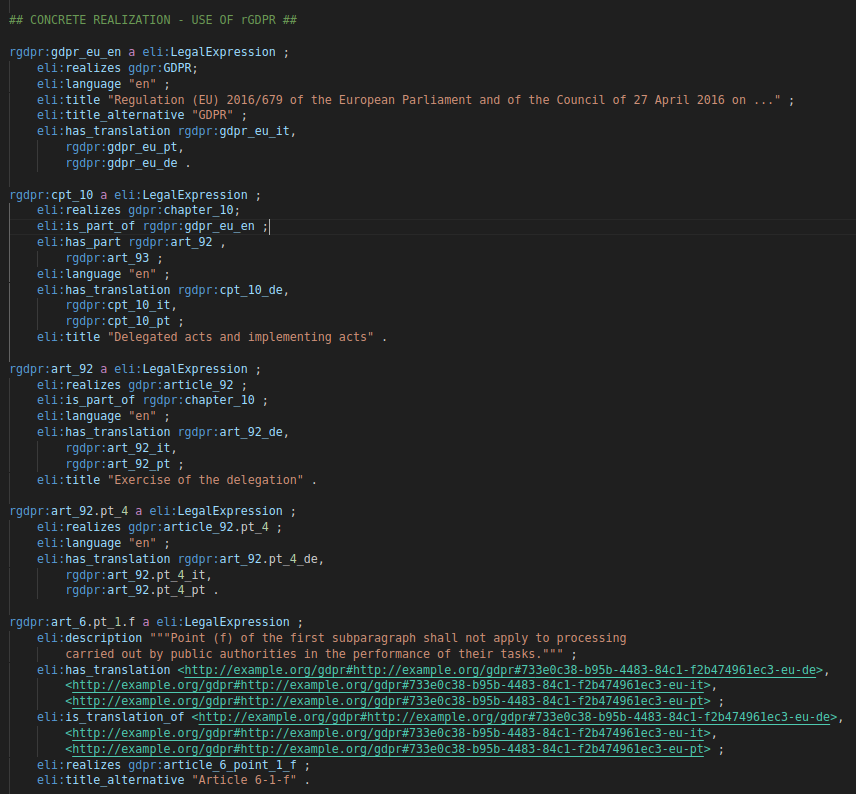 ## CONCRETE REALIZATION - USE OF rGDPR ##
rgdpr:gdpr_eu_en a eli:LegalExpression ;
eli:realizes gdpr:GDPR;
eli:language "en" ;
eli:title "Regulation (EU) 2016/679 of the European Parliament and of the Council of 27 April 2016 on ..." ;
eli:title_alternative "GDPR" ;
eli:has_translation rgdpr:gdpr_eu_it,
rgdpr:gdpr_eu_pt,
rgdpr:gdpr_eu_de .
rgdpr:cpt_10 a eli:LegalExpression ;
eli:realizes gdpr:chapter_10;
eli:is_part_of rgdpr:gdpr_eu_en ;
eli:has_part rgdpr:art_92 ,
rgdpr:art_93 ;
eli:language "en" ;
eli:has_translation rgdpr:cpt_10_de,
rgdpr:cpt_10_it,
rgdpr:cpt_10_pt ;
eli:title "Delegated acts and implementing acts" .
rgdpr:art_92 a eli:LegalExpression ;
eli:realizes gdpr:article_92 ;
eli:is_part_of rgdpr:chapter_10 ;
eli:language "en" ;
eli:has_translation rgdpr:art_92_de,
rgdpr:art_92_it,
rgdpr:art_92_pt ;
eli:title "Exercise of the delegation" .
rgdpr:art_92.pt_4 a eli:LegalExpression ;
eli:realizes gdpr:article_92.pt_4 ;
eli:language "en" ;
eli:has_translation rgdpr:art_92.pt_4_de,
rgdpr:art_92.pt_4_it,
rgdpr:art_92.pt_4_pt .
rgdpr:art_6.pt_1.f a eli:LegalExpression ;
eli:description """Point (f) of the first subparagraph shall not apply to processing
carried out by public authorities in the performance of their tasks.""" ;
eli:has_translation <http://example.org/gdpr#http://example.org/gdpr#733e0c38-b95b-4483-84c1-f2b474961ec3-eu-de>,
<http://example.org/gdpr#http://example.org/gdpr#733e0c38-b95b-4483-84c1-f2b474961ec3-eu-it>,
<http://example.org/gdpr#http://example.org/gdpr#733e0c38-b95b-4483-84c1-f2b474961ec3-eu-pt> ;
eli:is_translation_of <http://example.org/gdpr#http://example.org/gdpr#733e0c38-b95b-4483-84c1-f2b474961ec3-eu-de>,
<http://example.org/gdpr#http://example.org/gdpr#733e0c38-b95b-4483-84c1-f2b474961ec3-eu-it>,
<http://example.org/gdpr#http://example.org/gdpr#733e0c38-b95b-4483-84c1-f2b474961ec3-eu-pt> ;
eli:realizes gdpr:article_6_point_1_f ;
eli:title_alternative "Article 6-1-f" .